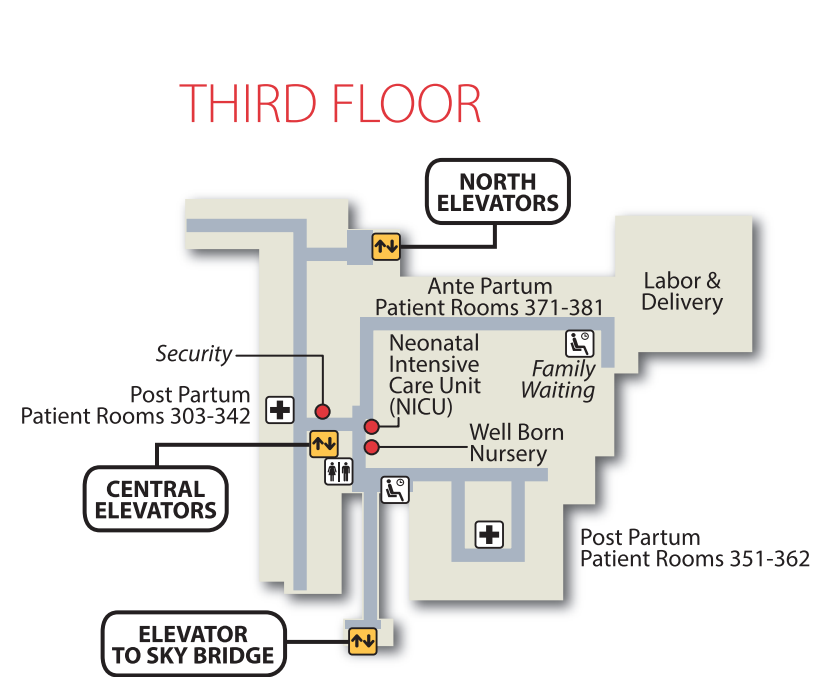 THIRD FLOOR
NORTH
ELEVATORS
Labor &
Delivery
Ante Partum
Patient Rooms 371-381
Neonatal
Intensive
Care Unit
(NICU)
Family
Waiting
Security
Post Partum
Patient Rooms 303-342
Well Born
Nursery
CENTRAL
ELEVATORS
Post Partum
Patient Rooms 351-362
ELEVATOR
TO SKY BRIDGE